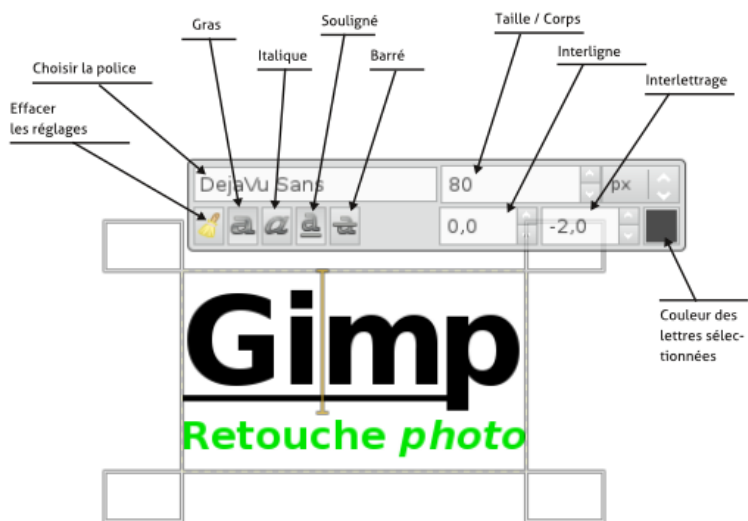 Taille / Corps
Souligné
Gras
Interligne
Italique
Barré
Choisir la police
Interlettrage
Effacer
les réglages
DejaVu Sans
80
px
a
a
a
a
0,0
-2,0
Gimp
Couleur des
lettres sélec-
tionnées
Retouche photo